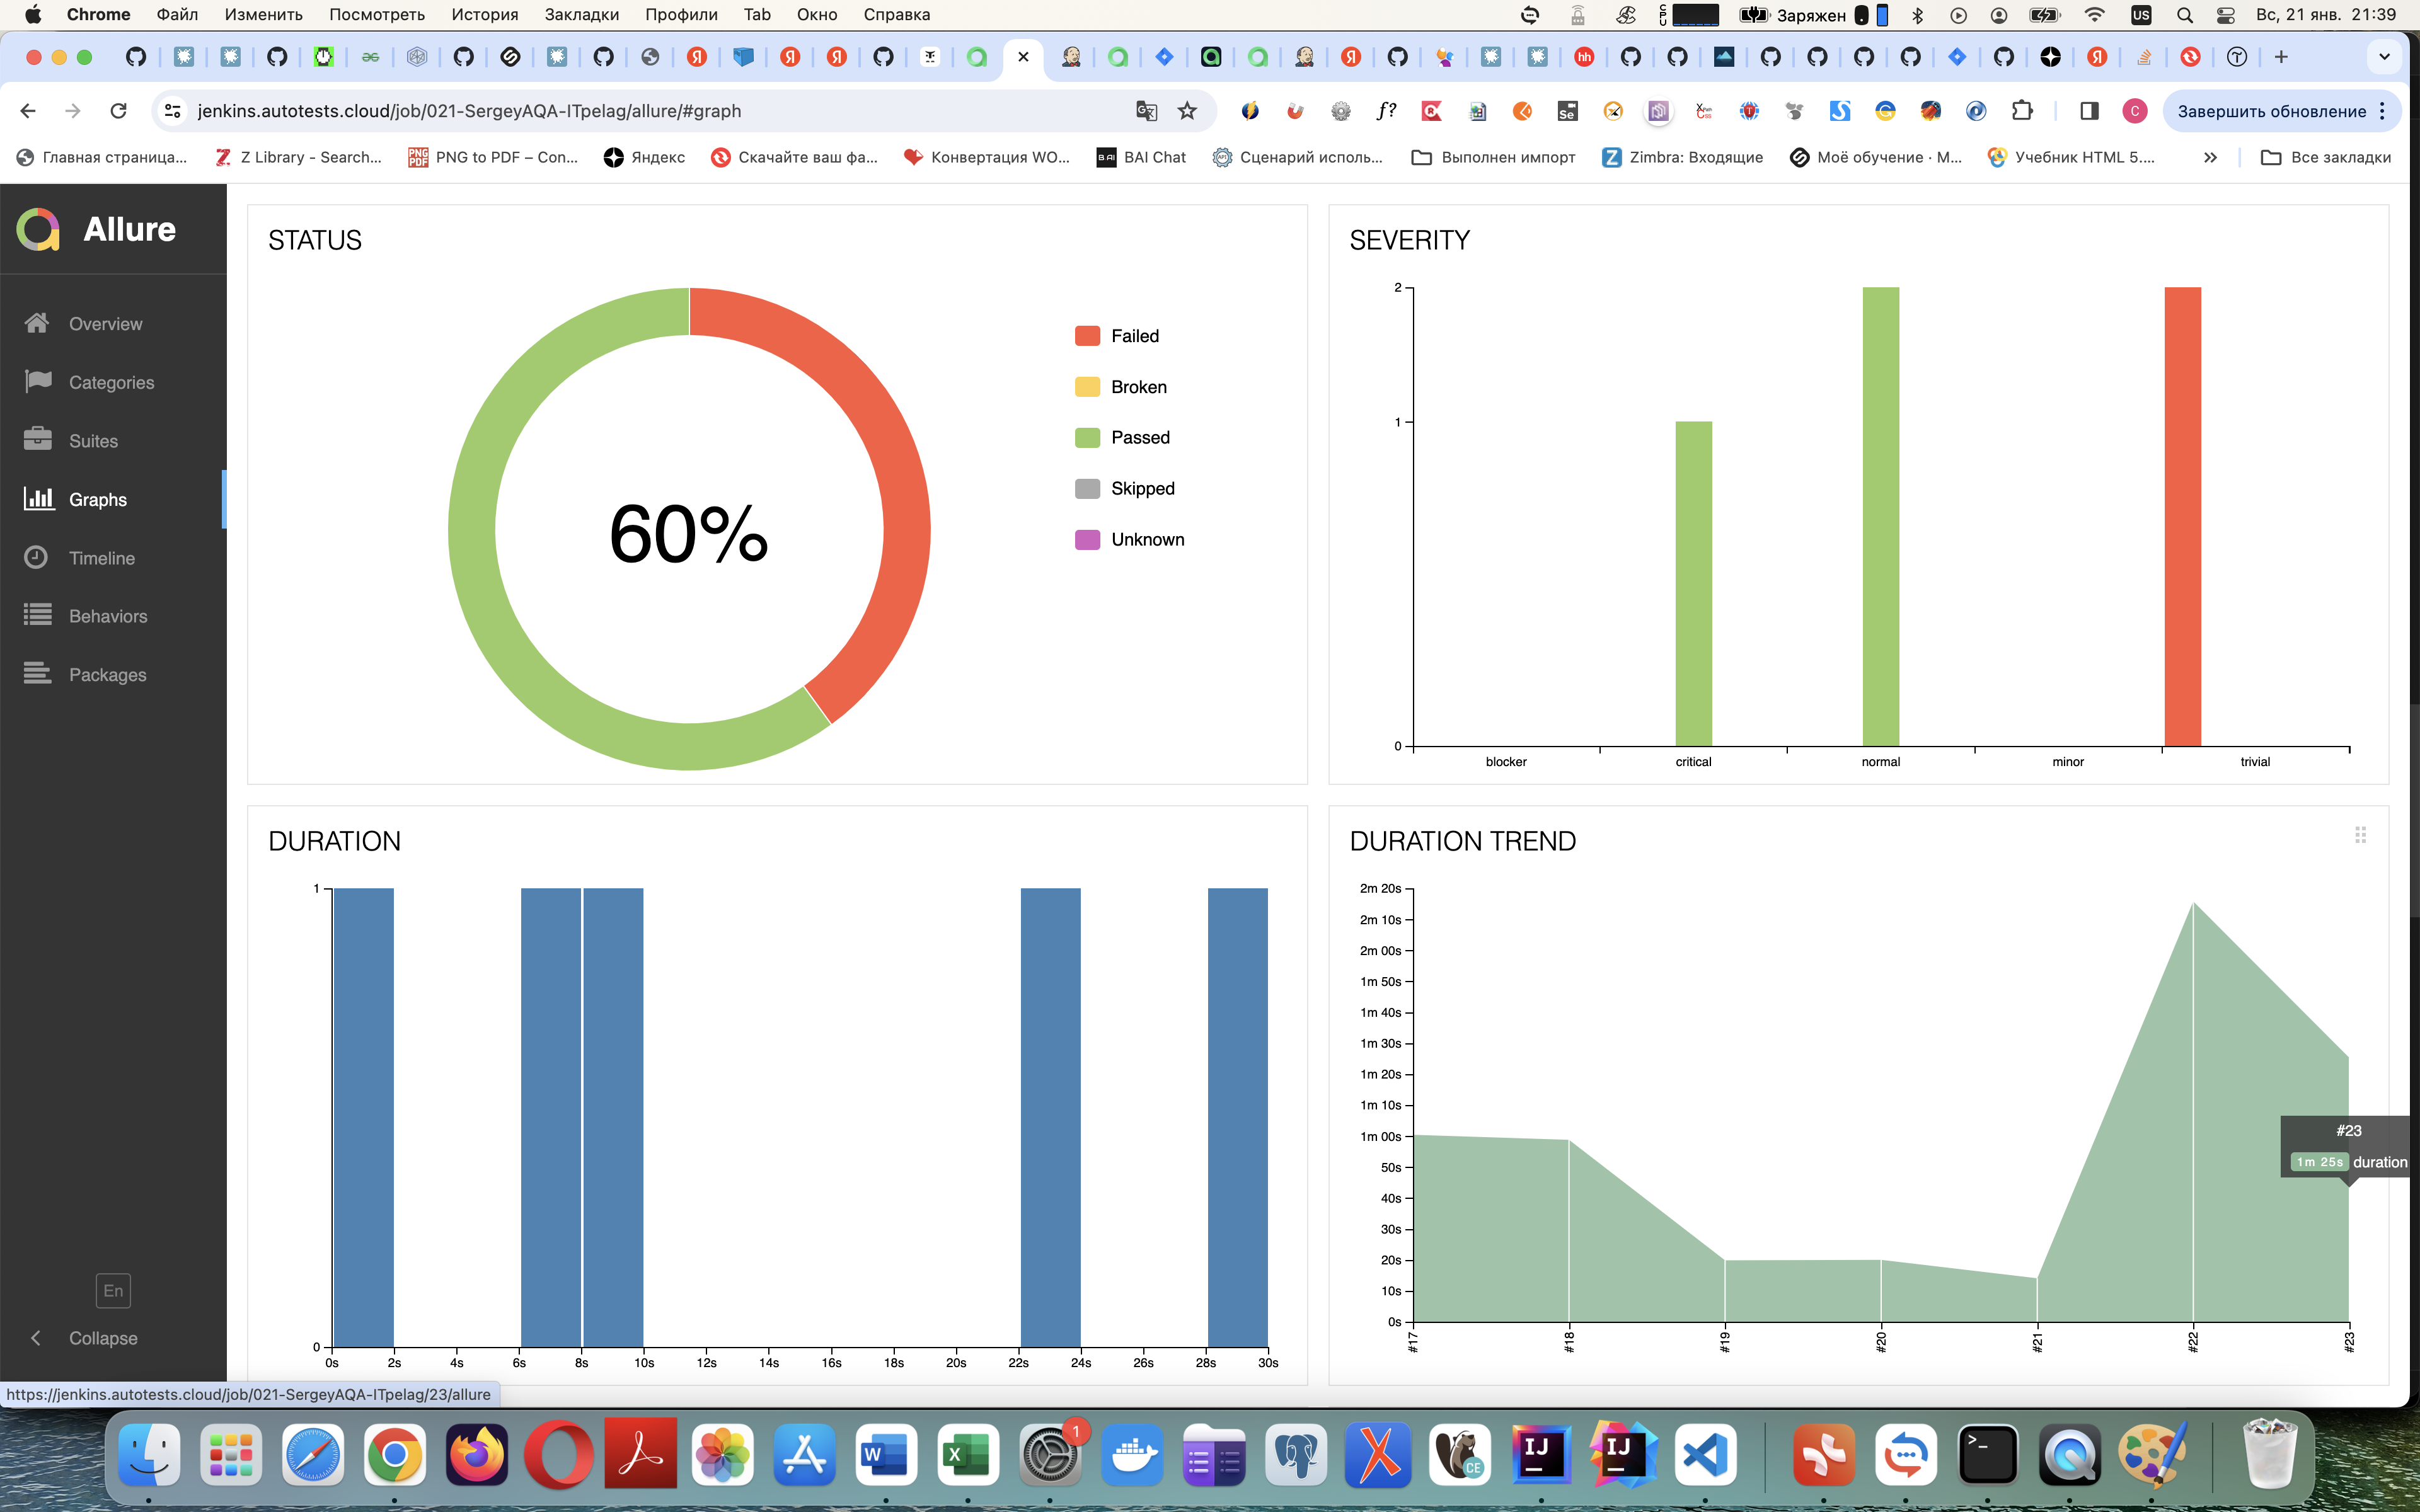 Chrome Файл Изменить Посмотреть История Закладки Профили Tab Окно Справка
CPU Заряжен US Вс, 21 янв. 21:39
jenkins.autotests.cloud/job/021-SergeyAQA-ITpelag/allure/#graph
Завершить обновление
Главная страница... Z Library - Search... PNG to PDF – Con... Яндекс Скачайте ваш фа... Конвертация WO... BAI Chat Сценарий исполь... Выполнен импорт Zimbra: Входящие Моё обучение · M... Учебник HTML 5.... Все закладки
Allure
Overview
Categories
Suites
Graphs
Timeline
Behaviors
Packages
En
Collapse
STATUS
60%
Failed
Broken
Passed
Skipped
Unknown
SEVERITY
2
1
0
blocker critical normal minor trivial
DURATION
1
0
0s 2s 4s 6s 8s 10s 12s 14s 16s 18s 20s 22s 24s 26s 28s 30s
DURATION TREND
2m 20s
2m 10s
2m 00s
1m 50s
1m 40s
1m 30s
1m 20s
1m 10s
1m 00s
50s
40s
30s
20s
10s
0s
#17 #18 #19 #20 #21 #22 #23
#23
1m 25s duration
https://jenkins.autotests.cloud/job/021-SergeyAQA-ITpelag/23/allure
1